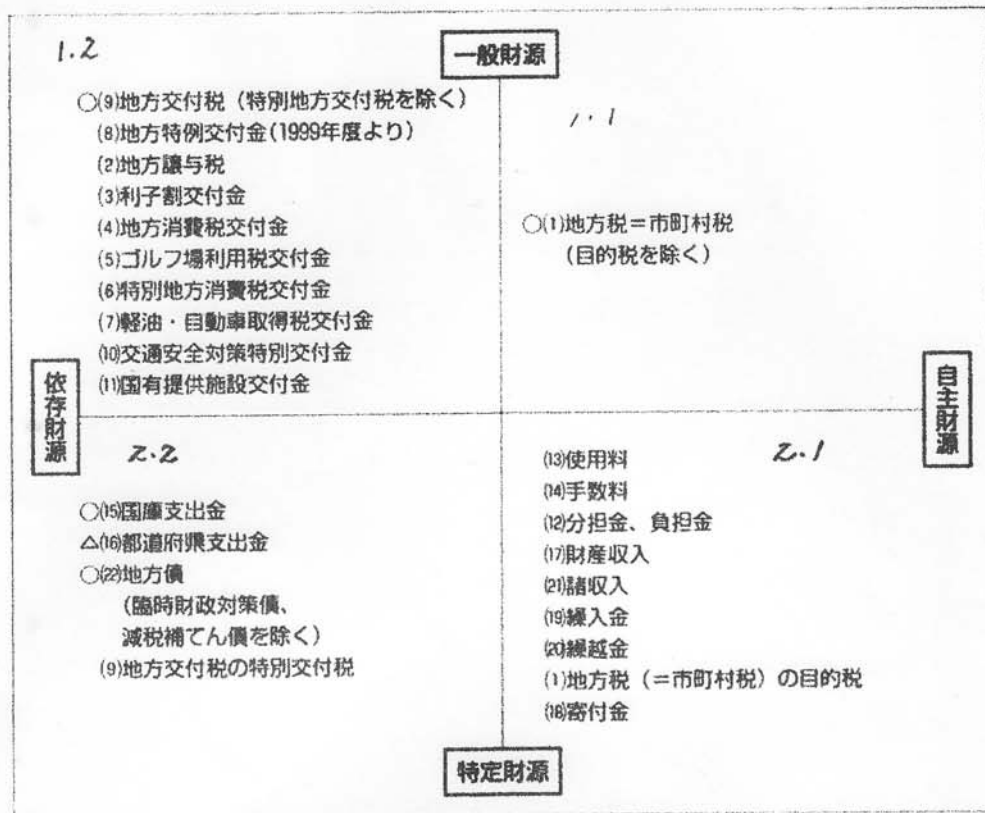 1.2
一般財源
○(9)地方交付税（特別地方交付税を除く）
(8)地方特例交付金(1999年度より)
(2)地方譲与税
(3)利子割交付金
(4)地方消費税交付金
(5)ゴルフ場利用税交付金
(6)特別地方消費税交付金
(7)軽油・自動車取得税交付金
(10)交通安全対策特別交付金
(11)国有提供施設交付金
1.1
○(1)地方税＝市町村税
(目的税を除く)
依存財源
自主財源
2.2
○(15)国庫支出金
△(16)都道府県支出金
○(22)地方債
(臨時財政対策債、
減税補てん債を除く)
(9)地方交付税の特別交付税
2.1
(13)使用料
(14)手数料
(12)分担金、負担金
(17)財産収入
(21)諸収入
(19)繰入金
(20)繰越金
(1)地方税（＝市町村税）の目的税
(18)寄付金
特定財源